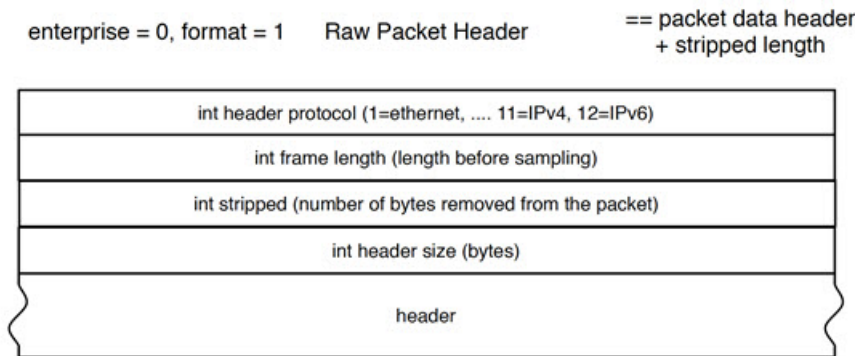 enterprise = 0, format = 1 Raw Packet Header == packet data header
+ stripped length
int header protocol (1=ethernet, .... 11=IPv4, 12=IPv6)
int frame length (length before sampling)
int stripped (number of bytes removed from the packet)
int header size (bytes)
header